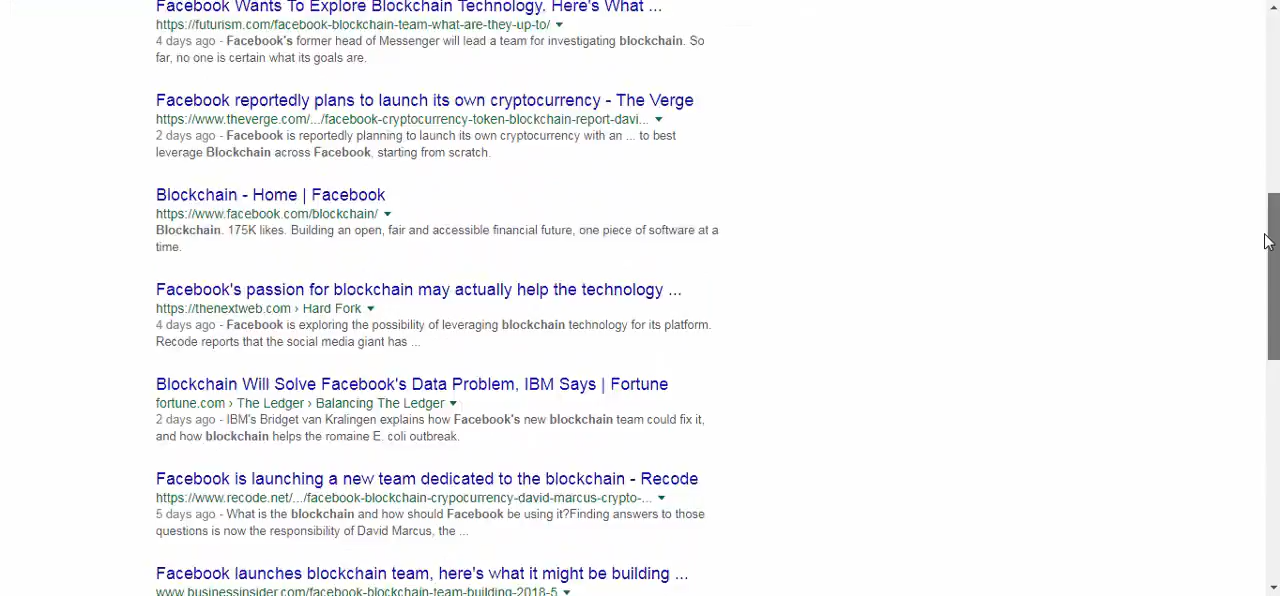 Facebook Wants To Explore Blockchain Technology. Here's What ...
https://futurism.com/facebook-blockchain-team-what-are-they-up-to/
4 days ago - Facebook's former head of Messenger will lead a team for investigating blockchain. So
far, no one is certain what its goals are.
Facebook reportedly plans to launch its own cryptocurrency - The Verge
https://www.theverge.com/.../facebook-cryptocurrency-token-blockchain-report-davi...
2 days ago - Facebook is reportedly planning to launch its own cryptocurrency with an ... to best
leverage Blockchain across Facebook, starting from scratch.
Blockchain - Home | Facebook
https://www.facebook.com/blockchain/
Blockchain. 175K likes. Building an open, fair and accessible financial future, one piece of software at a
time.
Facebook's passion for blockchain may actually help the technology ...
https://thenextweb.com › Hard Fork
4 days ago - Facebook is exploring the possibility of leveraging blockchain technology for its platform.
Recode reports that the social media giant has ...
Blockchain Will Solve Facebook's Data Problem, IBM Says | Fortune
fortune.com › The Ledger › Balancing The Ledger
2 days ago - IBM's Bridget van Kralingen explains how Facebook's new blockchain team could fix it,
and how blockchain helps the romaine E. coli outbreak.
Facebook is launching a new team dedicated to the blockchain - Recode
https://www.recode.net/.../facebook-blockchain-crypocurrency-david-marcus-crypto-...
5 days ago - What is the blockchain and how should Facebook be using it?Finding answers to those
questions is now the responsibility of David Marcus, the ...
Facebook launches blockchain team, here's what it might be building ...
www.businessinsider.com/facebook-blockchain-team-building-2018-5